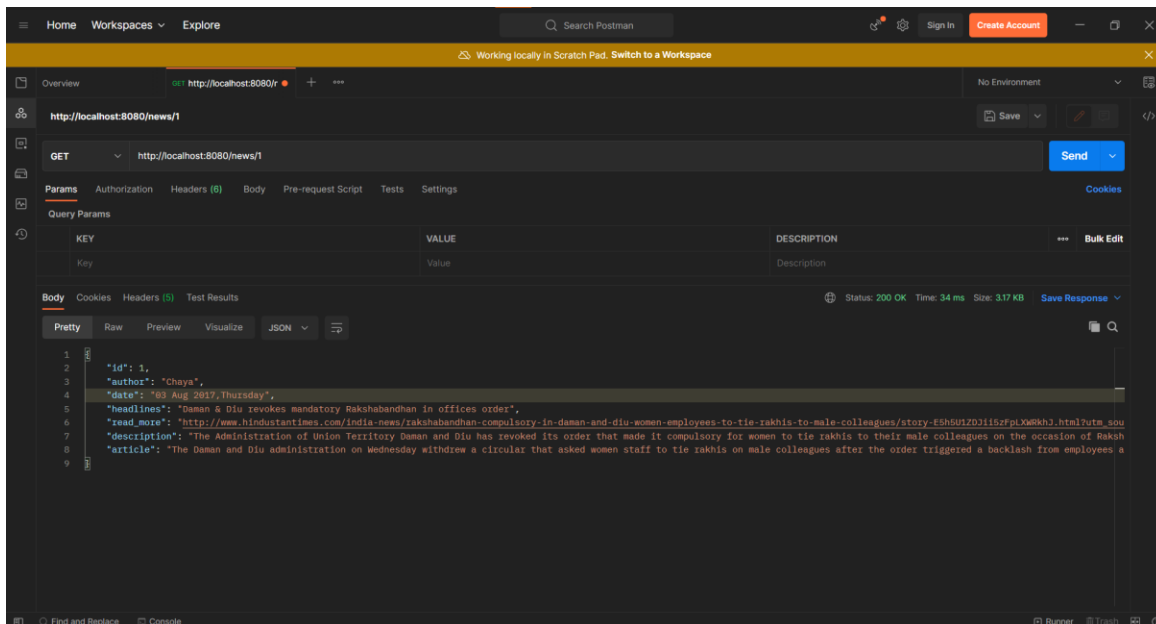 Home Workspaces Explore Search Postman Sign In Create Account
Working locally in Scratch Pad. Switch to a Workspace
Overview GET http://localhost:8080/r No Environment
http://localhost:8080/news/1 Save
GET http://localhost:8080/news/1 Send
Params Authorization Headers (6) Body Pre-request Script Tests Settings Cookies
Query Params
KEY VALUE DESCRIPTION Bulk Edit
Key Value Description
Body Cookies Headers (5) Test Results Status: 200 OK Time: 34 ms Size: 3.17 KB Save Response
Pretty Raw Preview Visualize JSON
1 {
2 "id": 1,
3 "author": "Chaya",
4 "date": "03 Aug 2017,Thursday",
5 "headlines": "Daman & Diu revokes mandatory Rakshabandhan in offices order",
6 "read_more": "http://www.hindustantimes.com/india-news/rakshabandhan-compulsory-in-daman-and-diu-women-employees-to-tie-rakhis-to-male-colleagues/story-E5h5U1ZDJii5zFpLXWRkhJ.html?utm_sou
7 "description": "The Administration of Union Territory Daman and Diu has revoked its order that made it compulsory for women to tie rakhis to their male colleagues on the occasion of Raksh
8 "article": "The Daman and Diu administration on Wednesday withdrew a circular that asked women staff to tie rakhis on male colleagues after the order triggered a backlash from employees a
9 }
Find and Replace Console Runner Trash